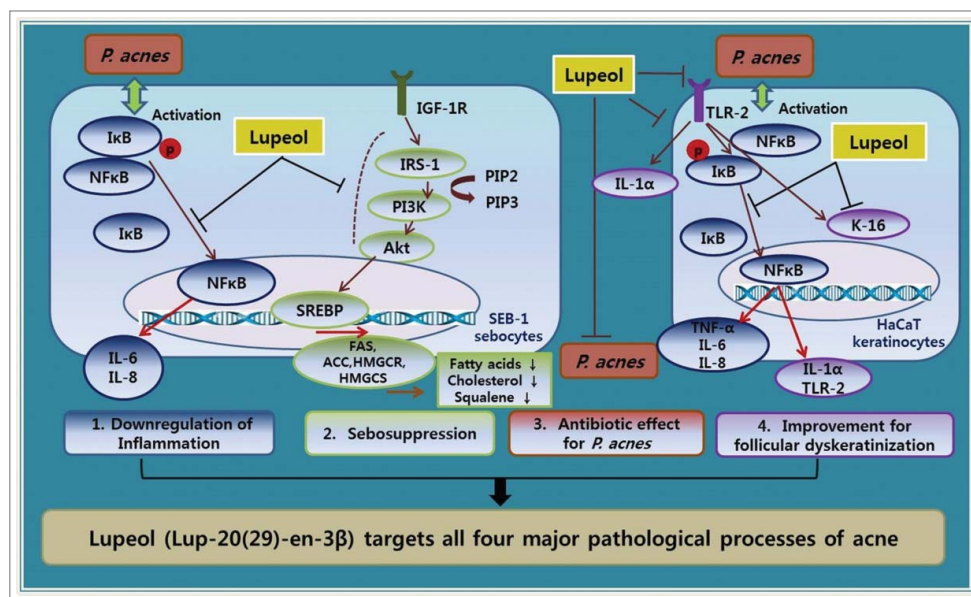 P. acnes
Activation
IκB
p
NFκB
IκB
NFκB
IL-6
IL-8
Lupeol
IGF-1R
IRS-1
PIP2
PI3K
PIP3
Akt
SREBP
SEB-1
sebocytes
FAS,
ACC,HMGCR,
HMGCS
Fatty acids ↓
Cholesterol ↓
Squalene ↓
Lupeol
P. acnes
P. acnes
TLR-2
Activation
NFκB
p
IκB
IL-1α
Lupeol
K-16
IκB
NFκB
TNF-α
IL-6
IL-8
HaCaT
keratinocytes
IL-1α
TLR-2
1. Downregulation of
Inflammation
2. Sebosuppression
3. Antibiotic effect
for P. acnes
4. Improvement for
follicular dyskeratinization
Lupeol (Lup-20(29)-en-3β) targets all four major pathological processes of acne